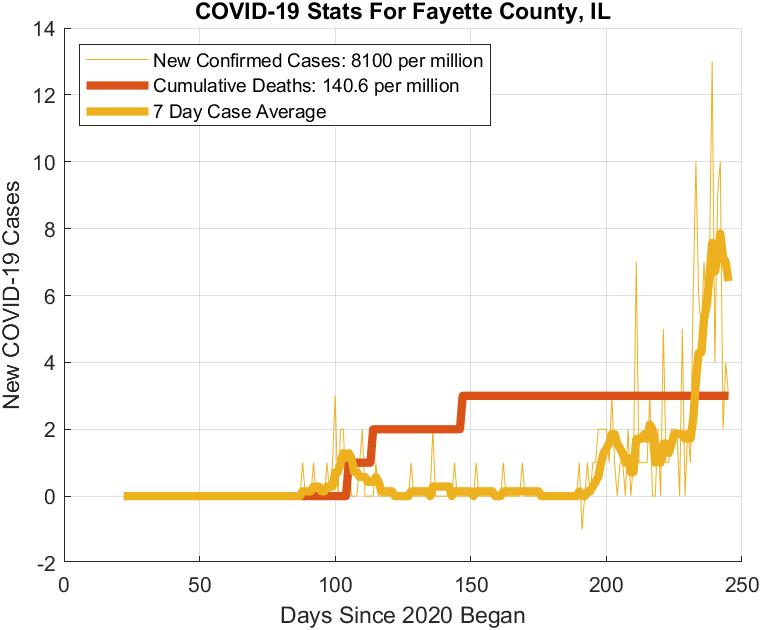 COVID-19 Stats For Fayette County, IL
14
12
10
8
6
4
2
0
-2
New COVID-19 Cases
New Confirmed Cases: 8100 per million
Cumulative Deaths: 140.6 per million
7 Day Case Average
0 50 100 150 200 250
Days Since 2020 Began